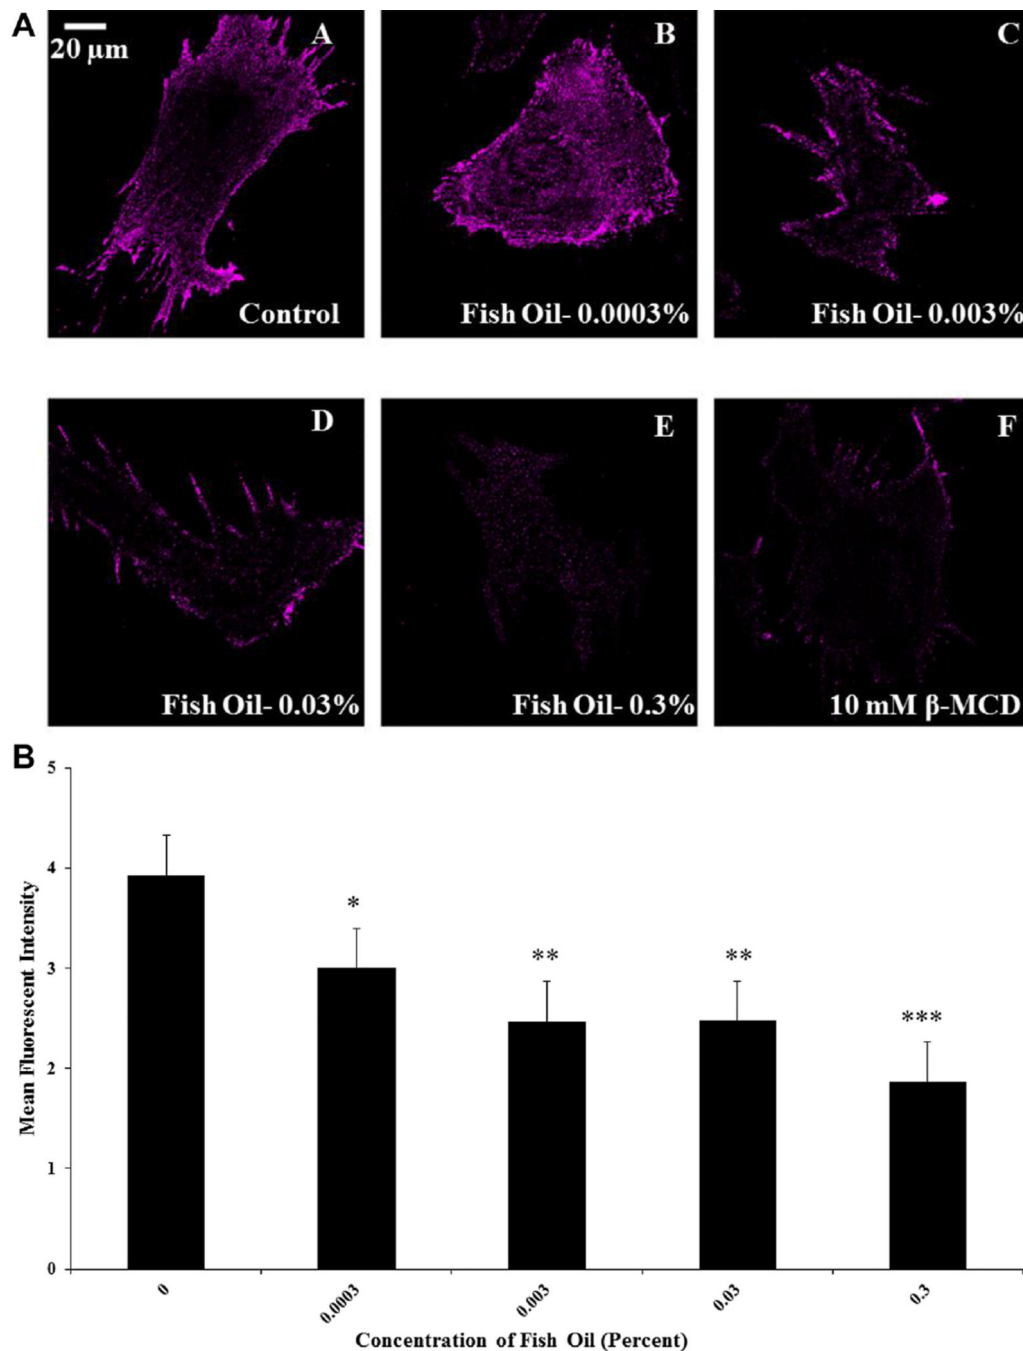 A
20 µm
A
Control
B
Fish Oil- 0.0003%
C
Fish Oil- 0.003%
D
Fish Oil- 0.03%
E
Fish Oil- 0.3%
F
10 mM β-MCD
B
5
4
3
2
1
0
Mean Fluorescent Intensity
*
**
**
***
0
0.0003
0.003
0.03
0.3
Concentration of Fish Oil (Percent)